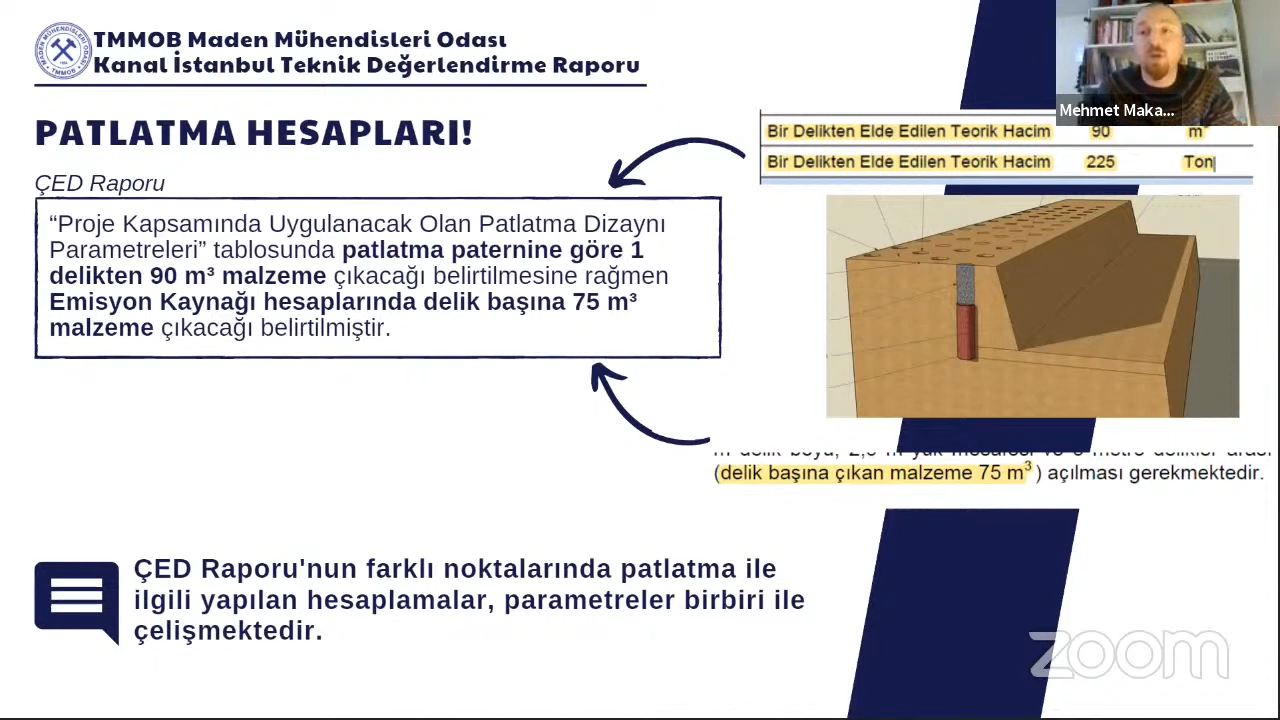 TMMOB Maden Mühendisleri Odası
Kanal İstanbul Teknik Değerlendirme Raporu
PATLATMA HESAPLARI!
ÇED Raporu
“Proje Kapsamında Uygulanacak Olan Patlatma Dizaynı
Parametreleri” tablosunda patlatma paternine göre 1
delikten 90 m³ malzeme çıkacağı belirtilmesine rağmen
Emisyon Kaynağı hesaplarında delik başına 75 m³
malzeme çıkacağı belirtilmiştir.
Mehmet Maka...
Bir Delikten Elde Edilen Teorik Hacim 90 m³
Bir Delikten Elde Edilen Teorik Hacim 225 Ton
(delik başına çıkan malzeme 75 m³) açılması gerekmektedir.
ÇED Raporu'nun farklı noktalarında patlatma ile
ilgili yapılan hesaplamalar, parametreler birbiri ile
çelişmektedir.
zoom